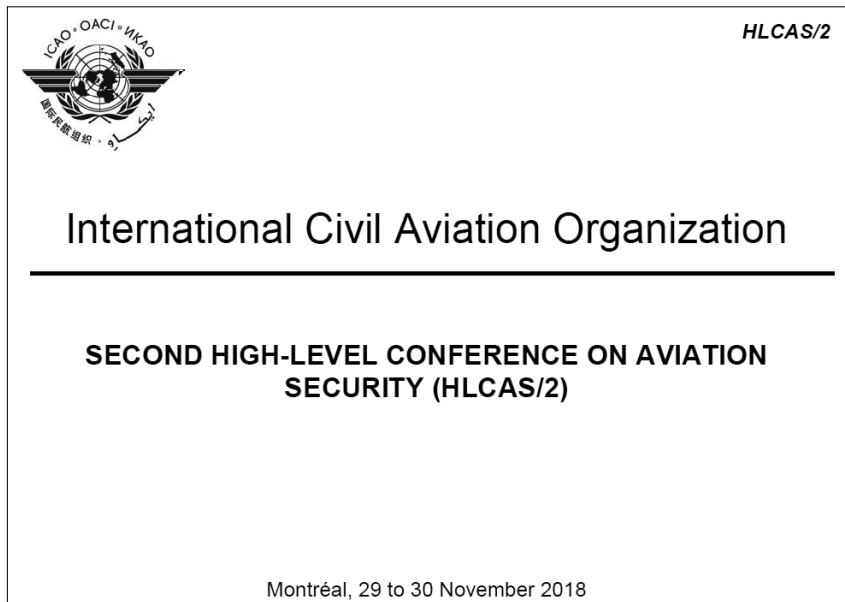 HLCAS/2
ICAO · OACI · ИКАО
国际民航组织 · ايكاو
International Civil Aviation Organization
SECOND HIGH-LEVEL CONFERENCE ON AVIATION
SECURITY (HLCAS/2)
Montréal, 29 to 30 November 2018